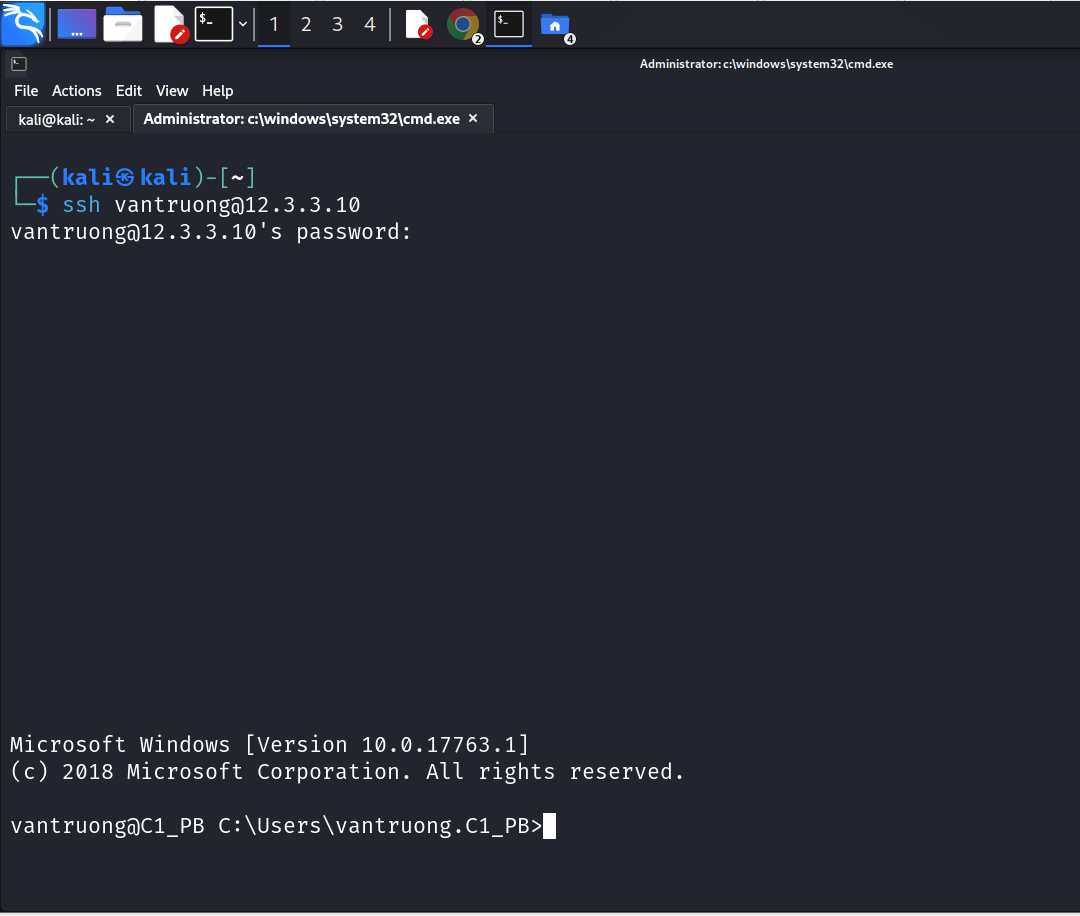 $_
1 2 3 4
2
$_
4
Administrator: c:\windows\system32\cmd.exe
File Actions Edit View Help
kali@kali: ~ × Administrator: c:\windows\system32\cmd.exe ×
┌──(kali㉿kali)-[~]
└─$ ssh vantruong@12.3.3.10
vantruong@12.3.3.10's password:
Microsoft Windows [Version 10.0.17763.1]
(c) 2018 Microsoft Corporation. All rights reserved.
vantruong@C1_PB C:\Users\vantruong.C1_PB>